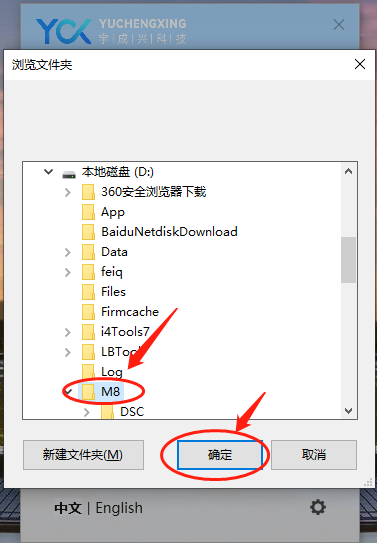 YCX YUCHENGXING
宇成兴科技
浏览文件夹
本地磁盘 (D:)
360安全浏览器下载
App
BaiduNetdiskDownload
Data
feiq
Files
Firmcache
i4Tools7
LBTool
Log
M8
DSC
新建文件夹(M)
确定
取消
中文 | English